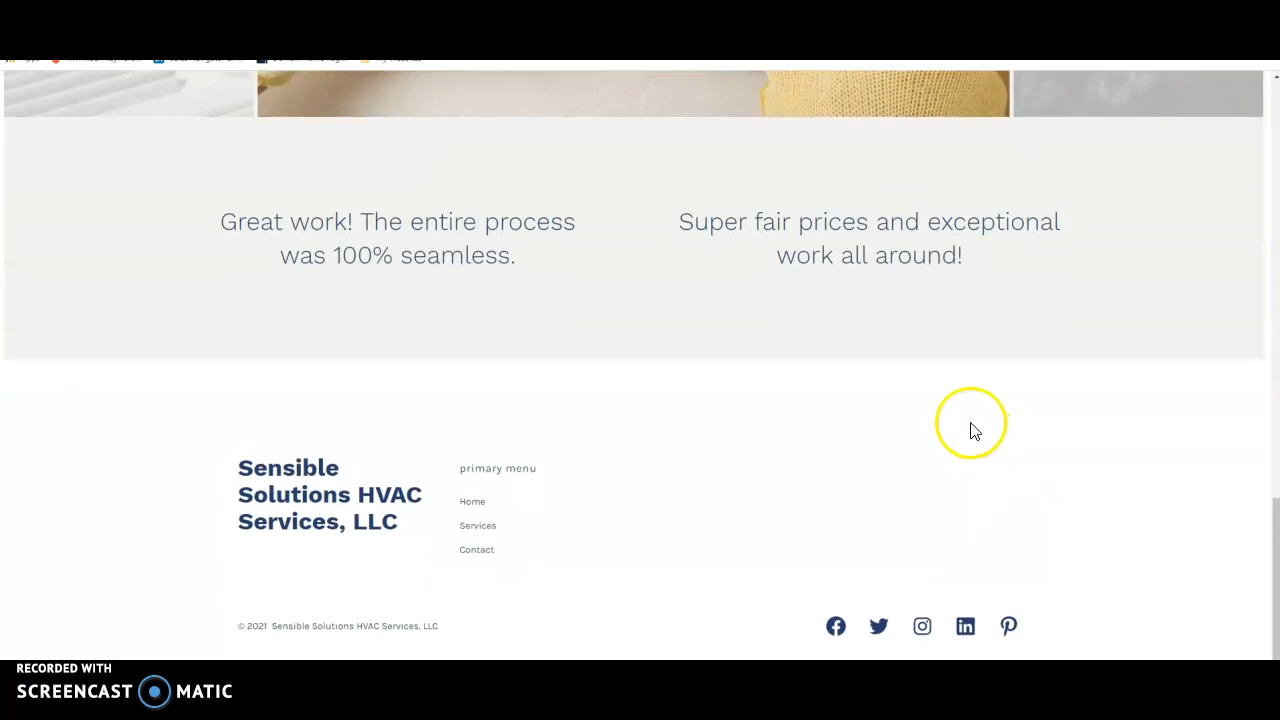 Great work! The entire process
was 100% seamless.
Super fair prices and exceptional
work all around!
Sensible
Solutions HVAC
Services, LLC
primary menu
Home
Services
Contact
© 2021 Sensible Solutions HVAC Services, LLC
RECORDED WITH
SCREENCAST MATIC